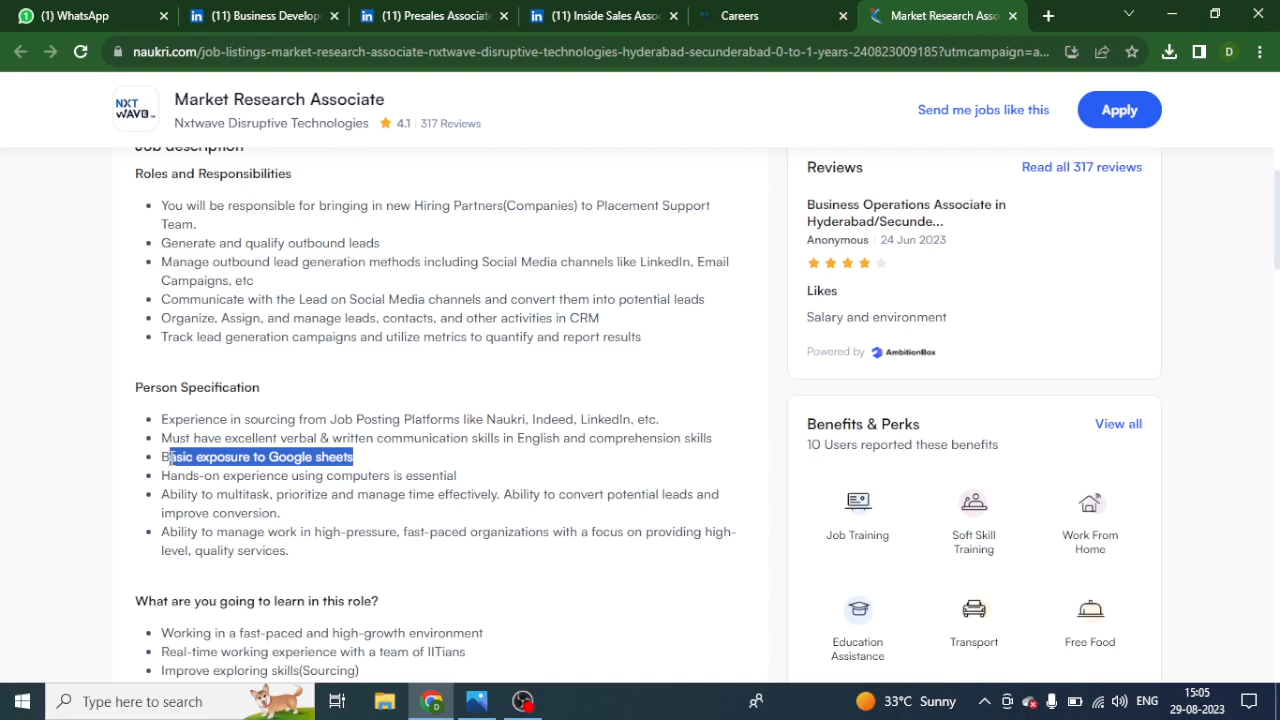 (11) WhatsApp
(11) Business Develop
(11) Presales Associat
(11) Inside Sales Assoc
Careers
Market Research Asso
naukri.com/job-listings-market-research-associate-nxtwave-disruptive-technologies-hyderabad-secunderabad-0-to-1-years-240823009185?utmcampaign=a...
D
NXT
WAVE
Market Research Associate
Nxtwave Disruptive Technologies 4.1 317 Reviews
Send me jobs like this
Apply
Job description
Roles and Responsibilities
You will be responsible for bringing in new Hiring Partners(Companies) to Placement Support
Team.
Generate and qualify outbound leads
Manage outbound lead generation methods including Social Media channels like LinkedIn, Email
Campaigns, etc
Communicate with the Lead on Social Media channels and convert them into potential leads
Organize, Assign, and manage leads, contacts, and other activities in CRM
Track lead generation campaigns and utilize metrics to quantify and report results
Person Specification
Experience in sourcing from Job Posting Platforms like Naukri, Indeed, LinkedIn, etc.
Must have excellent verbal & written communication skills in English and comprehension skills
Basic exposure to Google sheets
Hands-on experience using computers is essential
Ability to multitask, prioritize and manage time effectively. Ability to convert potential leads and
improve conversion.
Ability to manage work in high-pressure, fast-paced organizations with a focus on providing high-
level, quality services.
What are you going to learn in this role?
Working in a fast-paced and high-growth environment
Real-time working experience with a team of IITians
Improve exploring skills(Sourcing)
Reviews
Read all 317 reviews
Business Operations Associate in
Hyderabad/Secunde...
Anonymous 24 Jun 2023
Likes
Salary and environment
Powered by AmbitionBox
Benefits & Perks
View all
10 Users reported these benefits
Job Training
Soft Skill
Training
Work From
Home
Education
Assistance
Transport
Free Food
Type here to search
33°C Sunny
ENG
15:05
29-08-2023